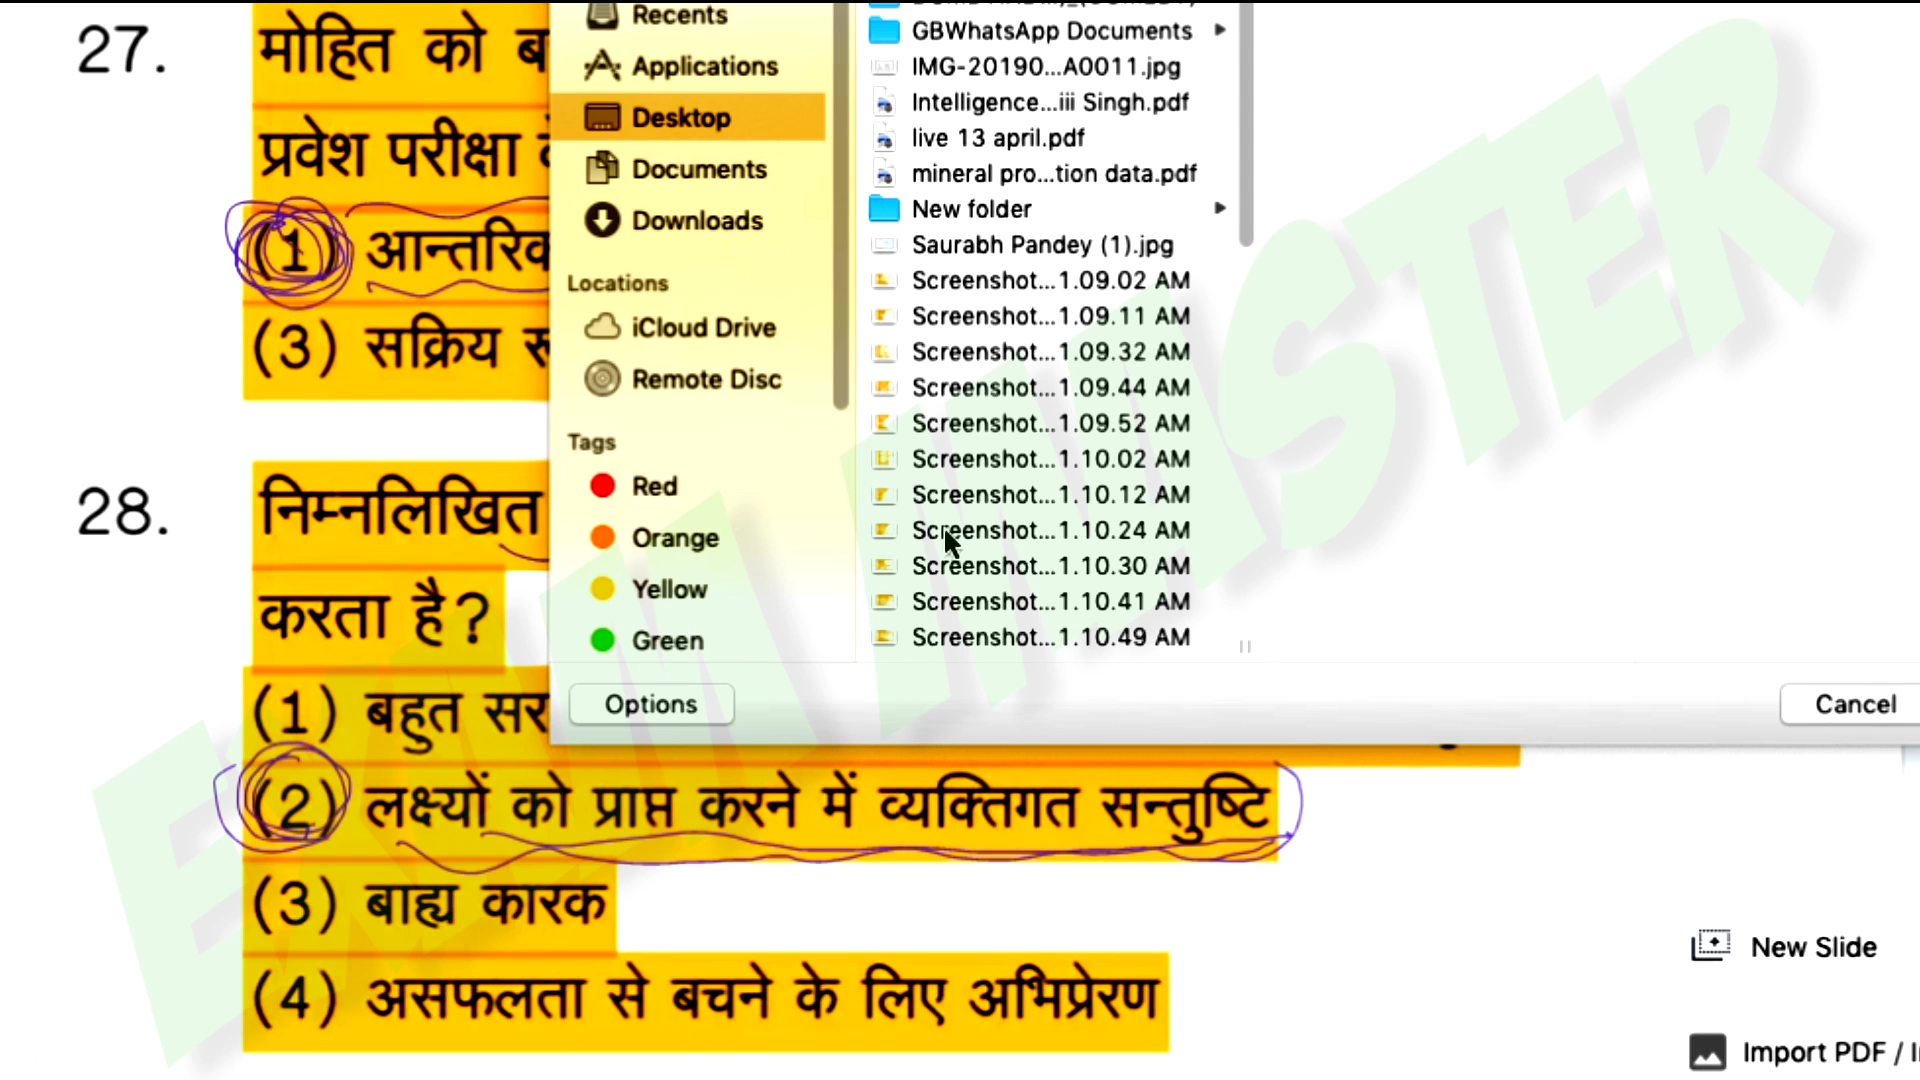 27.
मोहित को
प्रवेश परीक्षा
(1) आन्तरिक
(3) सक्रिय
28.
निम्नलिखित
करता है?
(1) बहुत
(2) लक्ष्यों को प्राप्त करने में व्यक्तिगत सन्तुष्टि
(3) बाह्य कारक
(4) असफलता से बचने के लिए अभिप्रेरण
Recents
Applications
Desktop
Documents
Downloads
Locations
iCloud Drive
Remote Disc
Tags
Red
Orange
Yellow
Green
Options
GBWhatsApp Documents
IMG-20190...A0011.jpg
Intelligence...iii Singh.pdf
live 13 april.pdf
mineral pro...tion data.pdf
New folder
Saurabh Pandey (1).jpg
Screenshot...1.09.02 AM
Screenshot...1.09.11 AM
Screenshot...1.09.32 AM
Screenshot...1.09.44 AM
Screenshot...1.09.52 AM
Screenshot...1.10.02 AM
Screenshot...1.10.12 AM
Screenshot...1.10.24 AM
Screenshot...1.10.30 AM
Screenshot...1.10.41 AM
Screenshot...1.10.49 AM
Cancel
New Slide
Import PDF /
EXAM MASTER